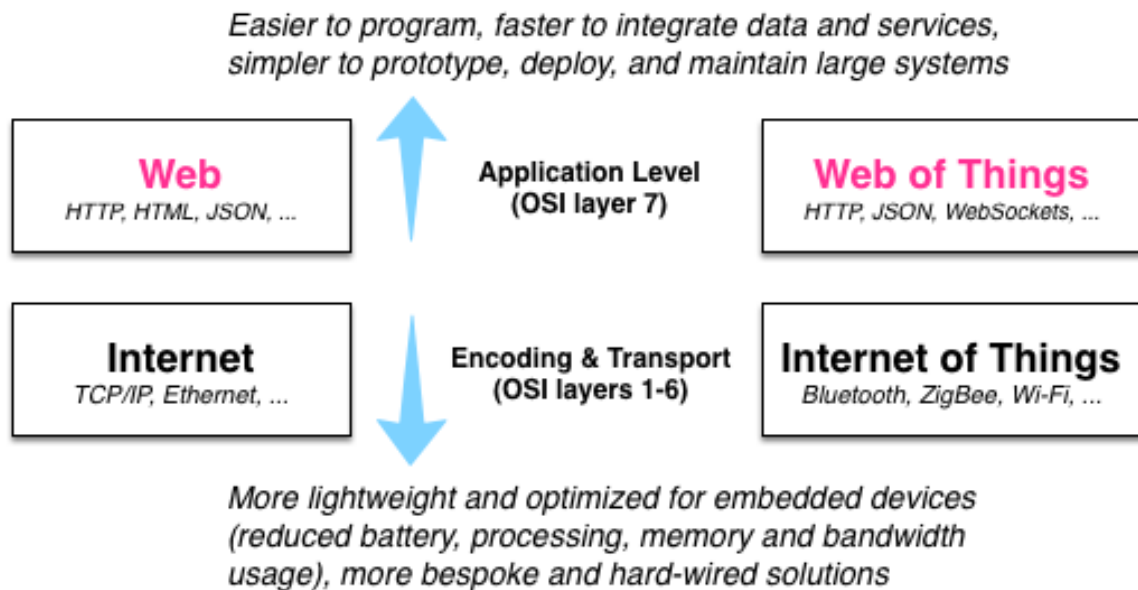 Easier to program, faster to integrate data and services,
simpler to prototype, deploy, and maintain large systems
Web
HTTP, HTML, JSON, ...
Application Level
(OSI layer 7)
Web of Things
HTTP, JSON, WebSockets, ...
Internet
TCP/IP, Ethernet, ...
Encoding & Transport
(OSI layers 1-6)
Internet of Things
Bluetooth, ZigBee, Wi-Fi, ...
More lightweight and optimized for embedded devices
(reduced battery, processing, memory and bandwidth
usage), more bespoke and hard-wired solutions